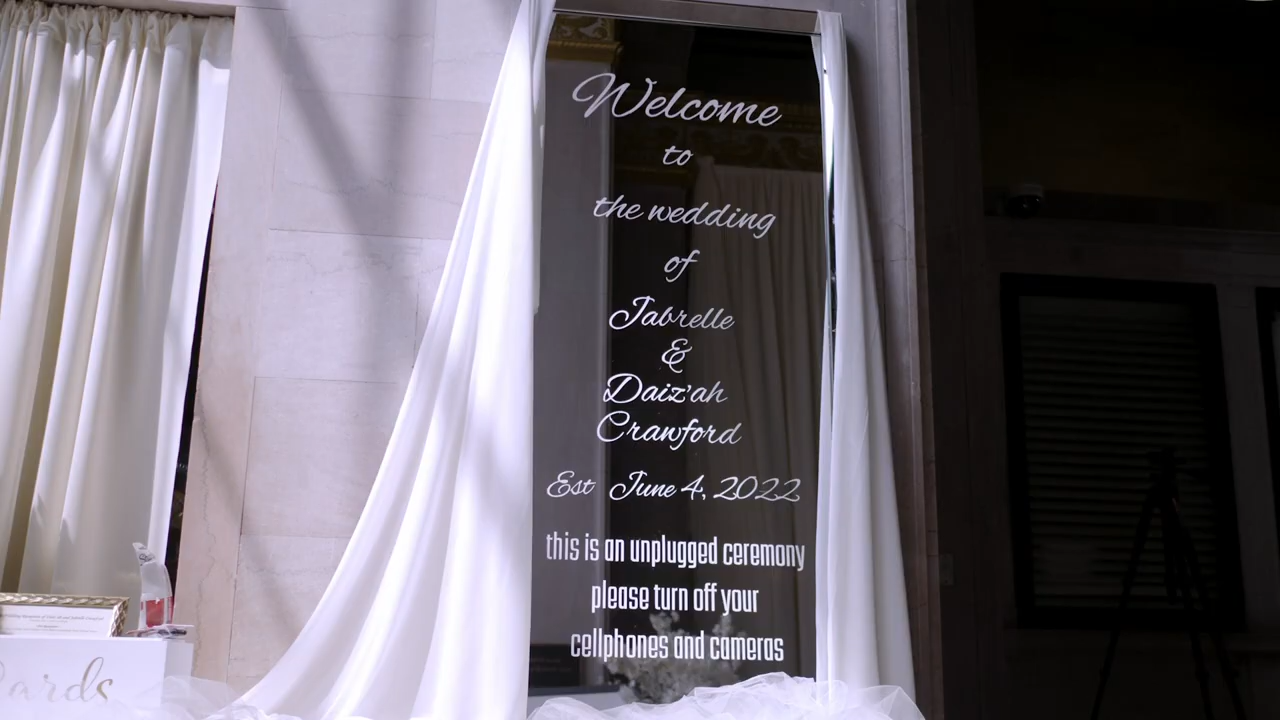 Welcome
to
the wedding
of
Jabrelle
&
Daiz'ah
Crawford
Est June 4, 2022
this is an unplugged ceremony
please turn off your
cellphones and cameras
ards